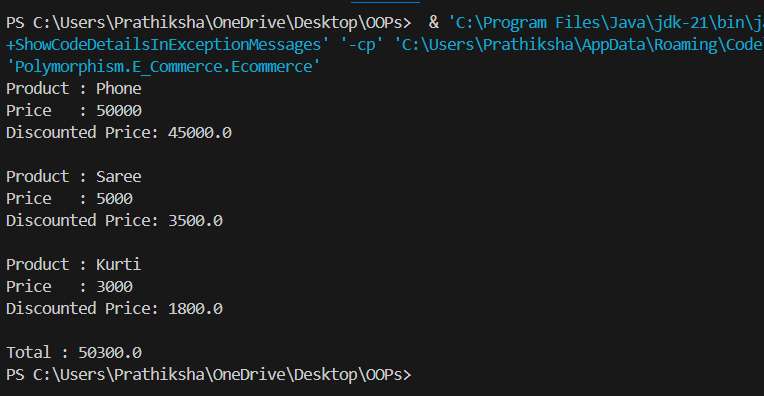 PS C:\Users\Prathiksha\OneDrive\Desktop\OOPs>  & 'C:\Program Files\Java\jdk-21\bin\j
+ShowCodeDetailsInExceptionMessages' '-cp' 'C:\Users\Prathiksha\AppData\Roaming\Code
'Polymorphism.E_Commerce.Ecommerce'
Product : Phone
Price   : 50000
Discounted Price: 45000.0
Product : Saree
Price   : 5000
Discounted Price: 3500.0
Product : Kurti
Price   : 3000
Discounted Price: 1800.0
Total : 50300.0
PS C:\Users\Prathiksha\OneDrive\Desktop\OOPs>